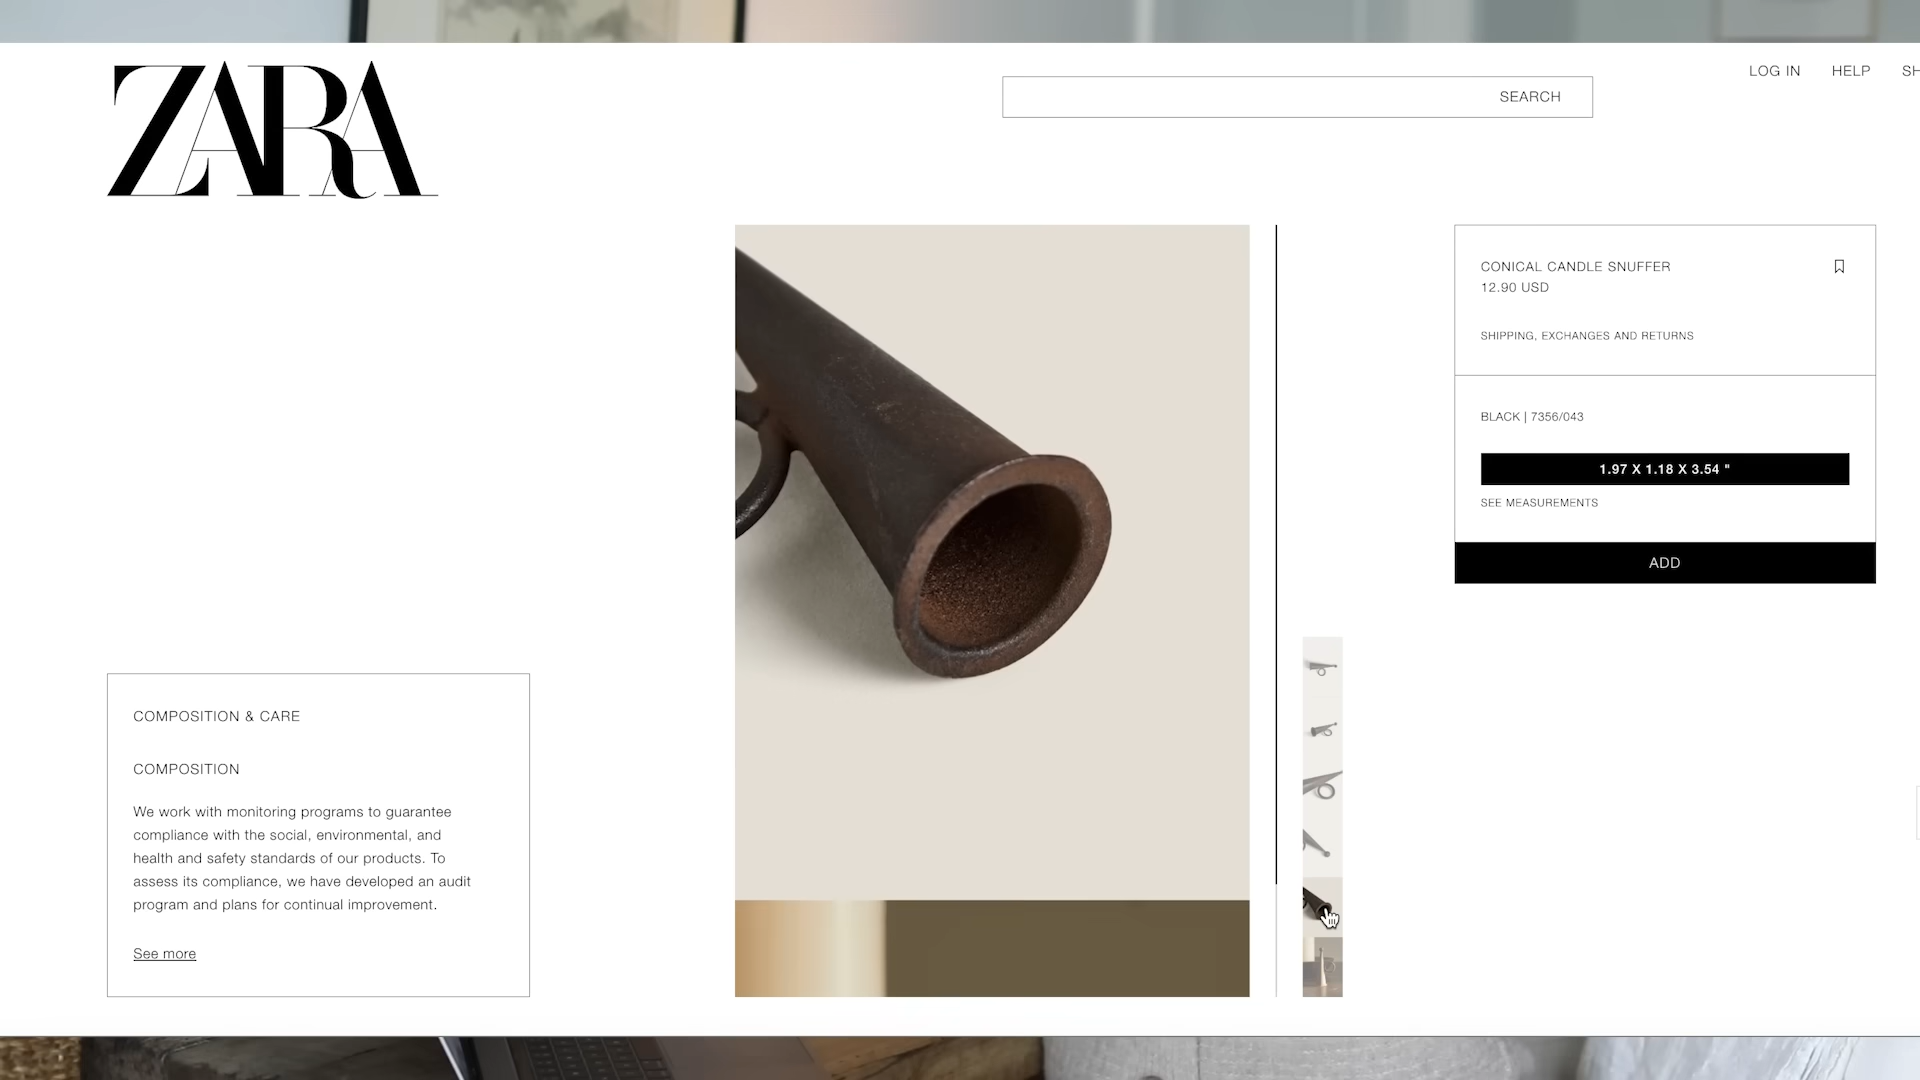 ZARA
SEARCH
LOG IN
HELP
CONICAL CANDLE SNUFFER
12.90 USD
SHIPPING, EXCHANGES AND RETURNS
BLACK | 7356/043
1.97 X 1.18 X 3.54 "
SEE MEASUREMENTS
ADD
COMPOSITION & CARE
COMPOSITION
We work with monitoring programs to guarantee
compliance with the social, environmental, and
health and safety standards of our products. To
assess its compliance, we have developed an audit
program and plans for continual improvement.
See more